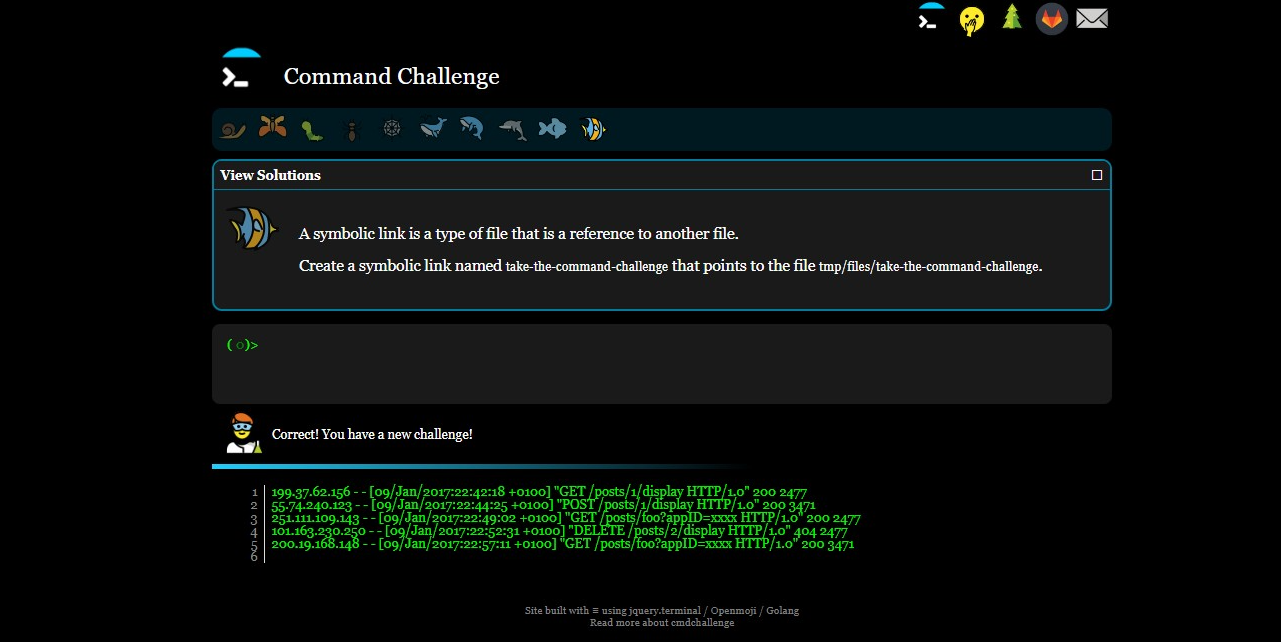 Command Challenge
View Solutions
A symbolic link is a type of file that is a reference to another file.
Create a symbolic link named take-the-command-challenge that points to the file tmp/files/take-the-command-challenge.
( o)>
Correct! You have a new challenge!
1 199.37.62.156 - - [09/Jan/2017:22:42:18 +0100] "GET /posts/1/display HTTP/1.0" 200 2477
2 55.74.240.123 - - [09/Jan/2017:22:44:25 +0100] "POST /posts/1/display HTTP/1.0" 200 3471
3 251.111.109.143 - - [09/Jan/2017:22:49:02 +0100] "GET /posts/foo?appID=xxxx HTTP/1.0" 200 2477
4 101.163.230.250 - - [09/Jan/2017:22:52:31 +0100] "DELETE /posts/2/display HTTP/1.0" 404 2477
5 200.19.168.148 - - [09/Jan/2017:22:57:11 +0100] "GET /posts/foo?appID=xxxx HTTP/1.0" 200 3471
6
Site built with ≡ using jquery.terminal / Openmoji / Golang
Read more about cmdchallenge